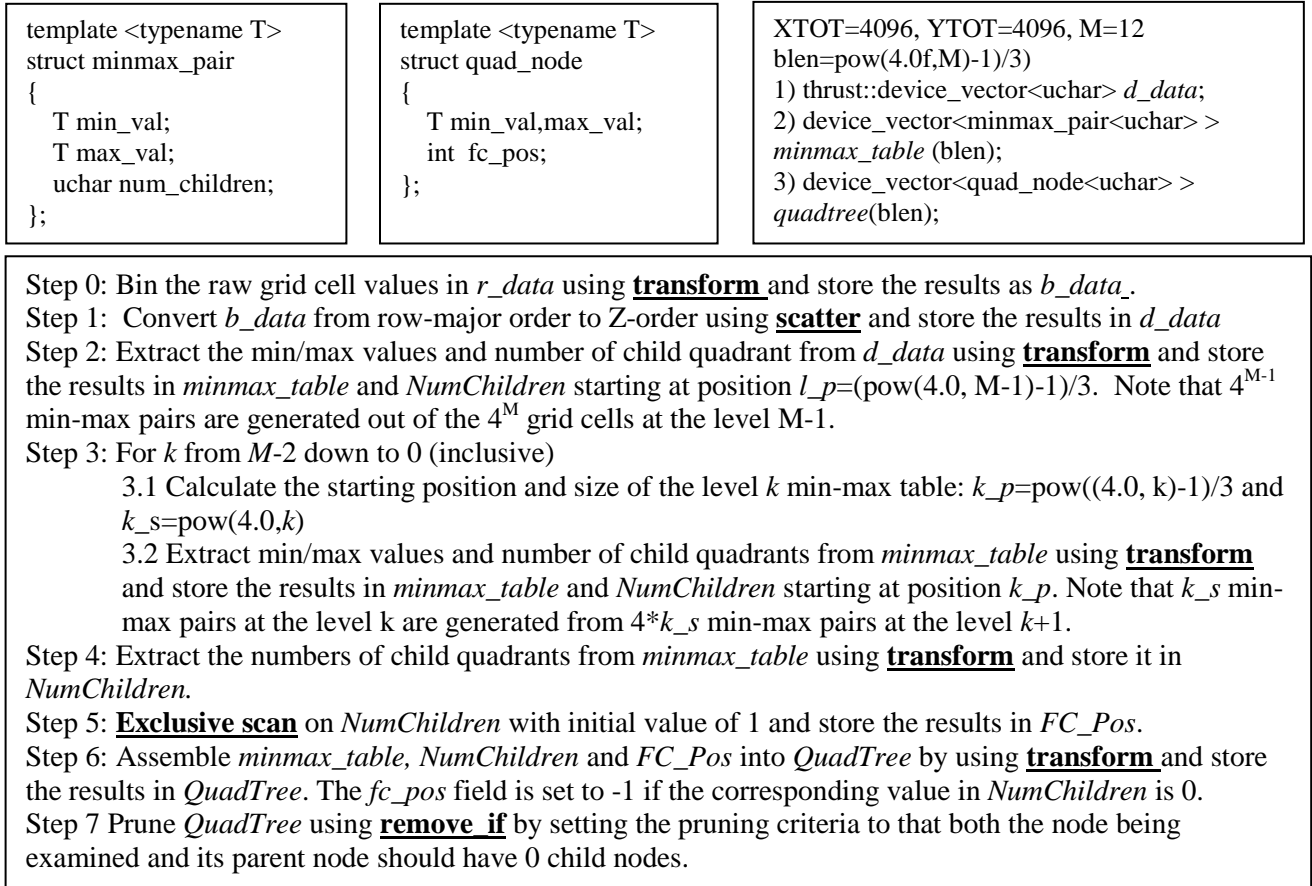 template <typename T>
struct minmax_pair
{
T min_val;
T max_val;
uchar num_children;
};
template <typename T>
struct quad_node
{
T min_val,max_val;
int fc_pos;
};
XTOT=4096, YTOT=4096, M=12
blen=pow(4.0f,M)-1)/3)
1) thrust::device_vector<uchar> d_data;
2) device_vector<minmax_pair<uchar> >
minmax_table (blen);
3) device_vector<quad_node<uchar> >
quadtree(blen);
Step 0: Bin the raw grid cell values in r_data using transform and store the results as b_data .
Step 1: Convert b_data from row-major order to Z-order using scatter and store the results in d_data
Step 2: Extract the min/max values and number of child quadrant from d_data using transform and store
the results in minmax_table and NumChildren starting at position l_p=(pow(4.0, M-1)-1)/3. Note that 4^{M-1}
min-max pairs are generated out of the 4^M grid cells at the level M-1.
Step 3: For k from M-2 down to 0 (inclusive)
3.1 Calculate the starting position and size of the level k min-max table: k_p=pow((4.0, k)-1)/3 and
k_s=pow(4.0,k)
3.2 Extract min/max values and number of child quadrants from minmax_table using transform
and store the results in minmax_table and NumChildren starting at position k_p. Note that k_s min-
max pairs at the level k are generated from 4*k_s min-max pairs at the level k+1.
Step 4: Extract the numbers of child quadrants from minmax_table using transform and store it in
NumChildren.
Step 5: Exclusive scan on NumChildren with initial value of 1 and store the results in FC_Pos.
Step 6: Assemble minmax_table, NumChildren and FC_Pos into QuadTree by using transform and store
the results in QuadTree. The fc_pos field is set to -1 if the corresponding value in NumChildren is 0.
Step 7 Prune QuadTree using remove_if by setting the pruning criteria to that both the node being
examined and its parent node should have 0 child nodes.